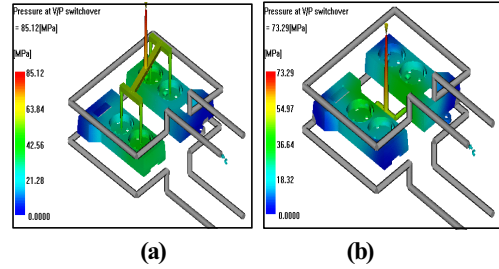 Pressure at V/P switchover
= 85.12[MPa]
[MPa]
85.12
63.84
42.56
21.28
0.0000
(a)
Pressure at V/P switchover
= 73.29[MPa]
[MPa]
73.29
54.97
36.64
18.32
0.0000
(b)